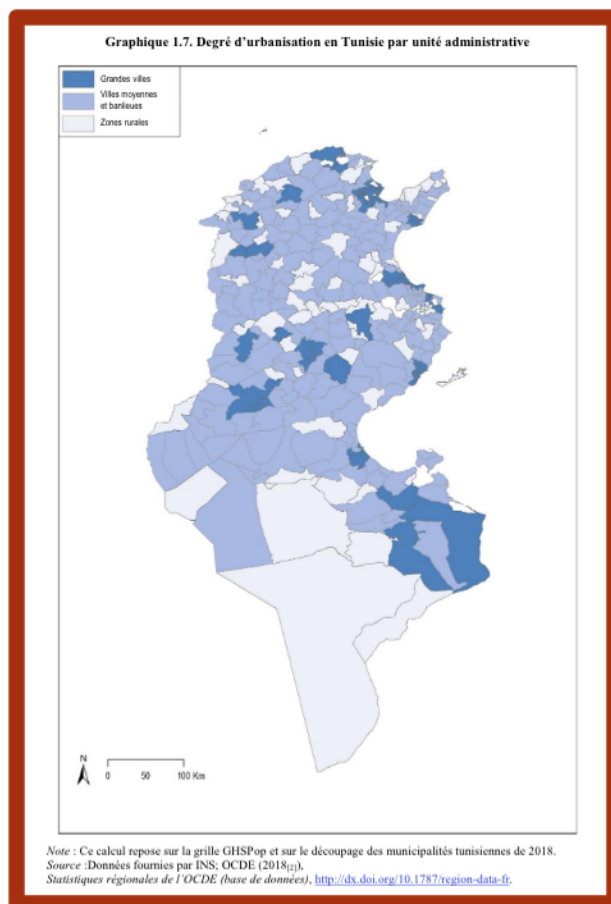 Graphique 1.7. Degré d'urbanisation en Tunisie par unité administrative
Grandes villes
Villes moyennes
et banlieues
Zones rurales
N
0 50 100 Km
Note : Ce calcul repose sur la grille GHSPop et sur le découpage des municipalités tunisiennes de 2018.
Source :Données fournies par INS; OCDE (2018[2]),
Statistiques régionales de l'OCDE (base de données), http://dx.doi.org/10.1787/region-data-fr.